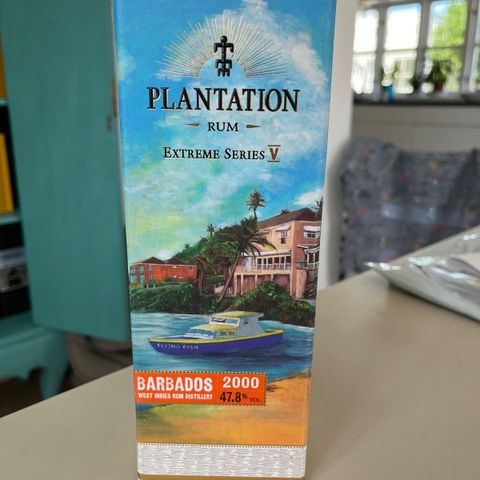 PLANTATION
RUM
EXTREME SERIES V
FLYING FISH
BARBADOS 2000
WEST INDIES RUM DISTILLERY 47.8% VOL.